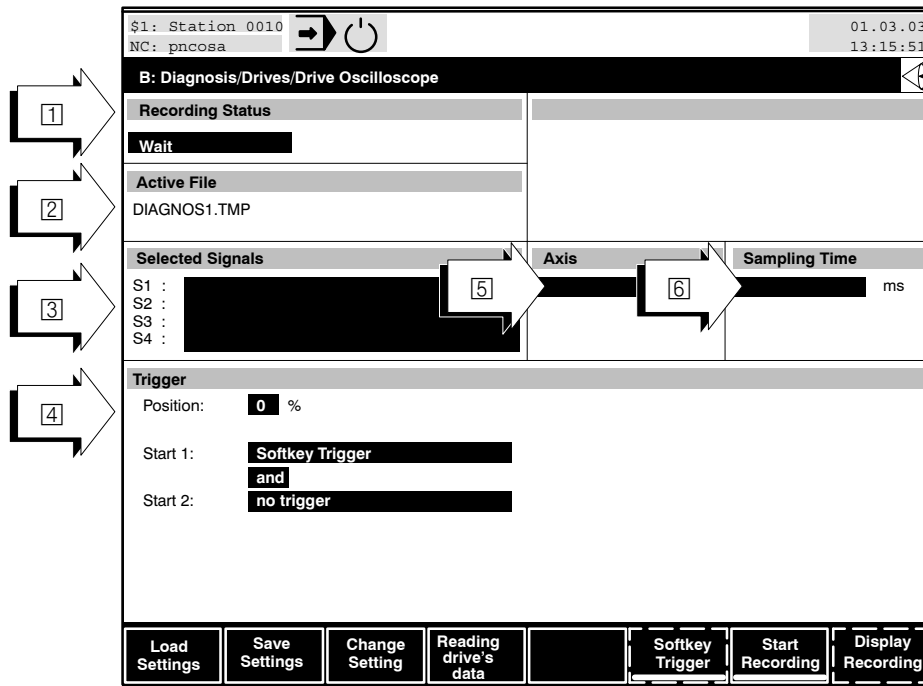 $1: Station 0010
NC: pncosa
01.03.03
13:15:51
B: Diagnosis/Drives/Drive Oscilloscope
1
Recording Status
Wait
2
Active File
DIAGNOS1.TMP
Selected Signals
Axis
Sampling Time
3
S1 :
S2 :
S3 :
S4 :
5
6
ms
4
Trigger
Position: 0 %
Start 1: Softkey Trigger
and
Start 2: no trigger
Load Settings
Save Settings
Change Setting
Reading drive's data
Softkey Trigger
Start Recording
Display Recording